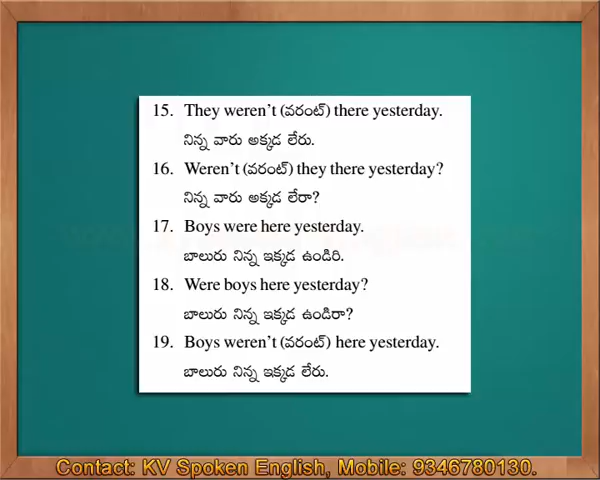 15. They weren't (వరంట్) there yesterday.
నిన్న వారు అక్కడ లేరు.
16. Weren't (వరంట్) they there yesterday?
నిన్న వారు అక్కడ లేరా?
17. Boys were here yesterday.
బాలురు నిన్న ఇక్కడ ఉండిరి.
18. Were boys here yesterday?
బాలురు నిన్న ఇక్కడ ఉండిరా?
19. Boys weren't (వరంట్) here yesterday.
బాలురు నిన్న ఇక్కడ లేరు.
Contact: KV Spoken English, Mobile: 9346780130.